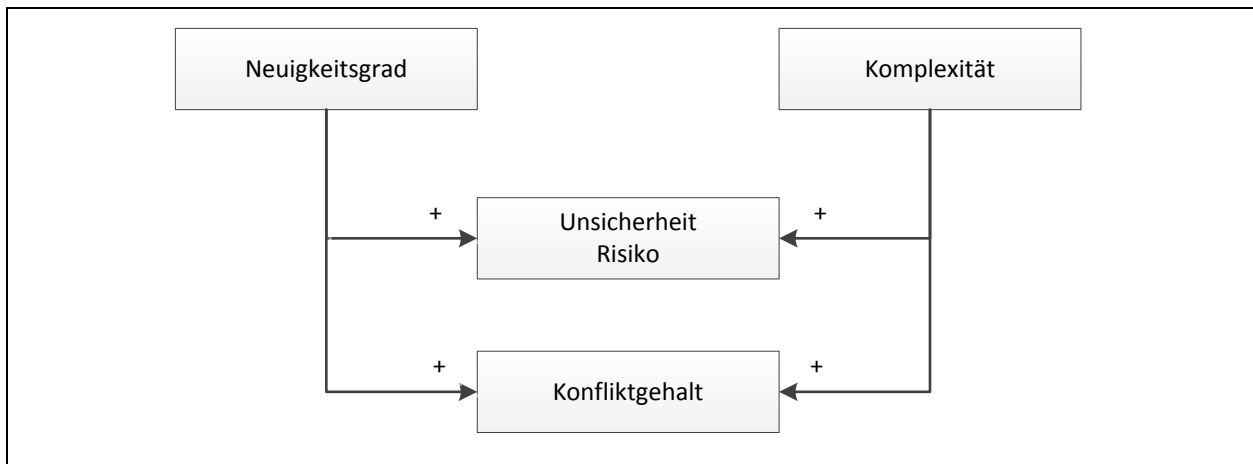 Neuigkeitsgrad
Komplexität
+
+
Unsicherheit
Risiko
+
+
Konfliktgehalt